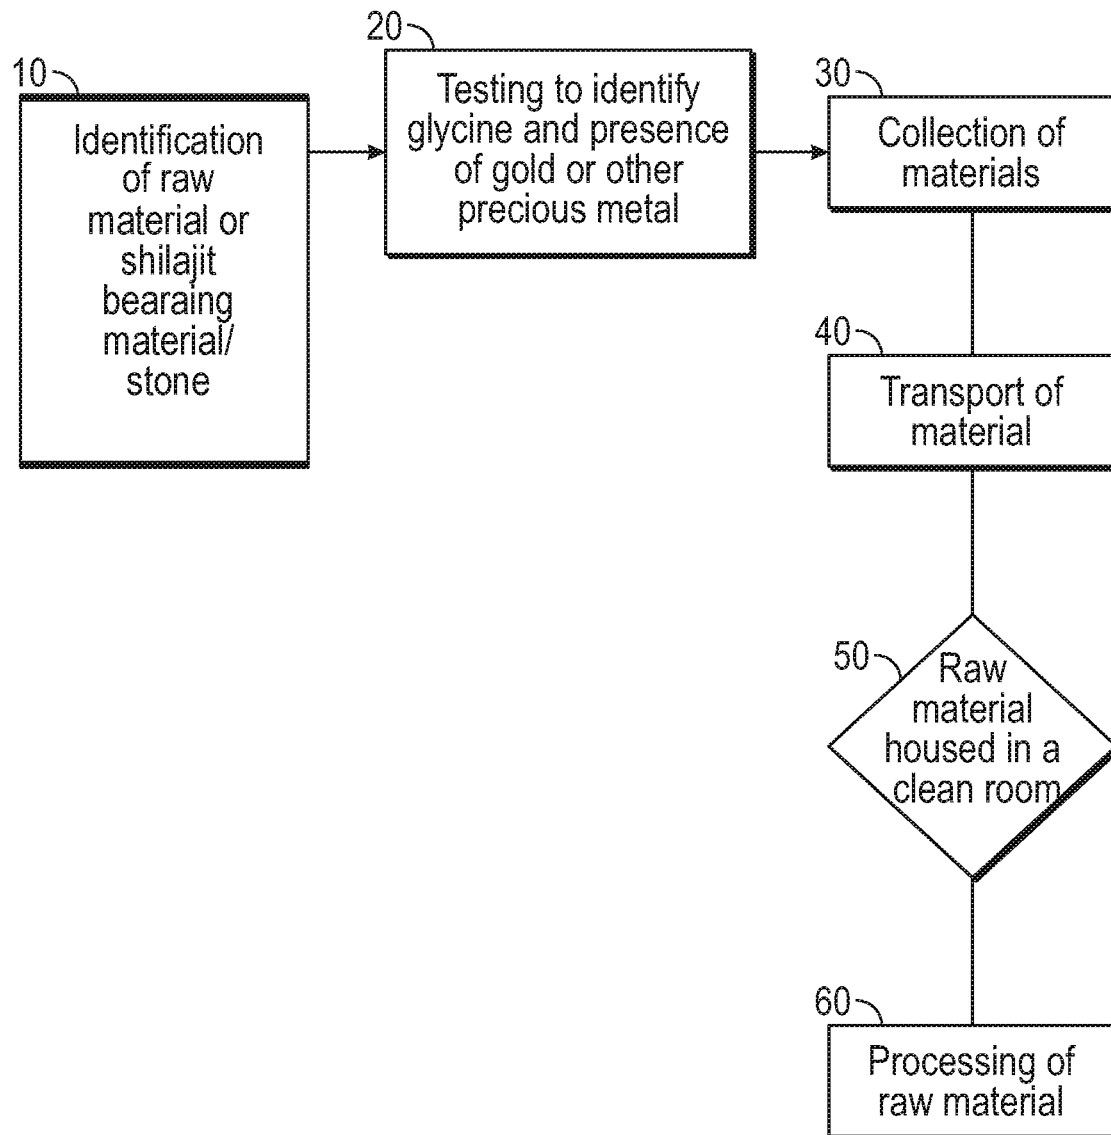 10
Identification
of raw
material or
shilajit
bearaing
material/
stone
20
Testing to identify
glycine and presence
of gold or other
precious metal
30
Collection of
materials
40
Transport of
material
50
Raw
material
housed in a
clean room
60
Processing of
raw material